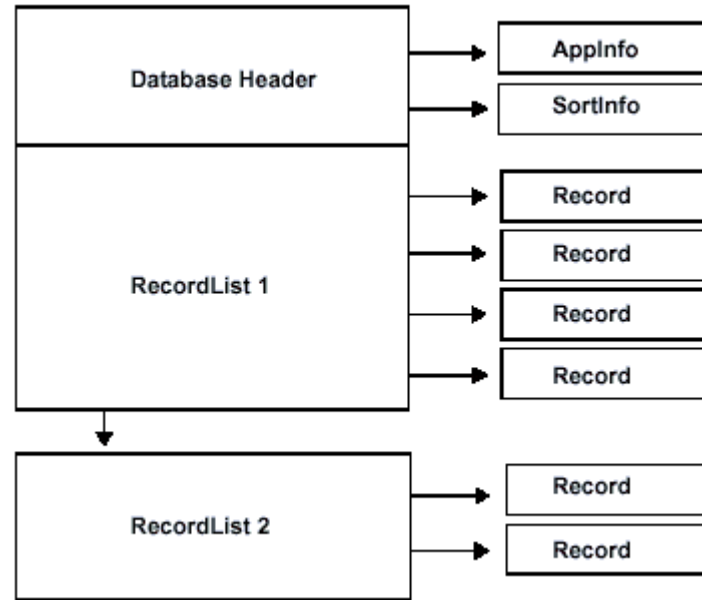 Database Header
AppInfo
SortInfo
RecordList 1
Record
Record
Record
Record
RecordList 2
Record
Record